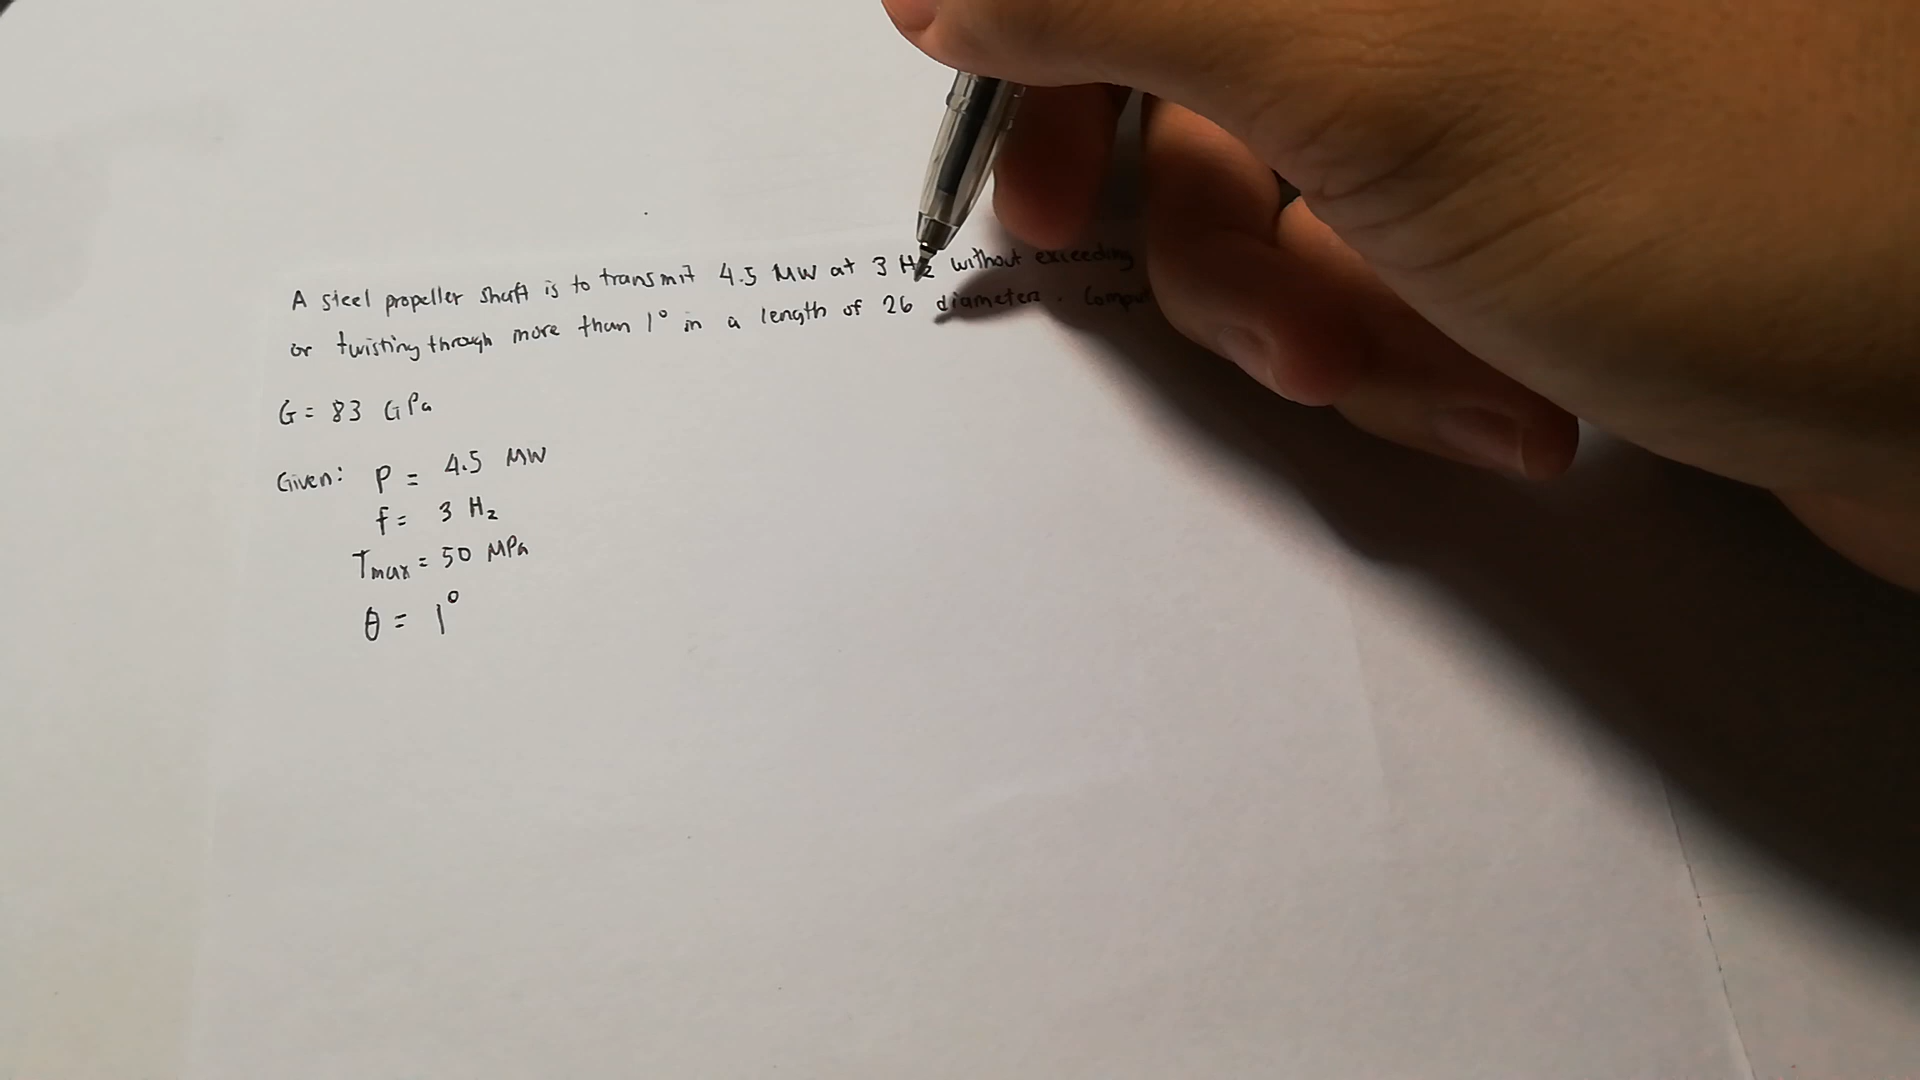 A steel propeller shaft is to transmit 4.5 MW at 3 Hz without exceeding
or twisting through more than 1° in a length of 26 diameters.
G = 83 GPa
Given: P = 4.5 MW
f = 3 Hz
Tmax = 50 MPa
θ = 1°